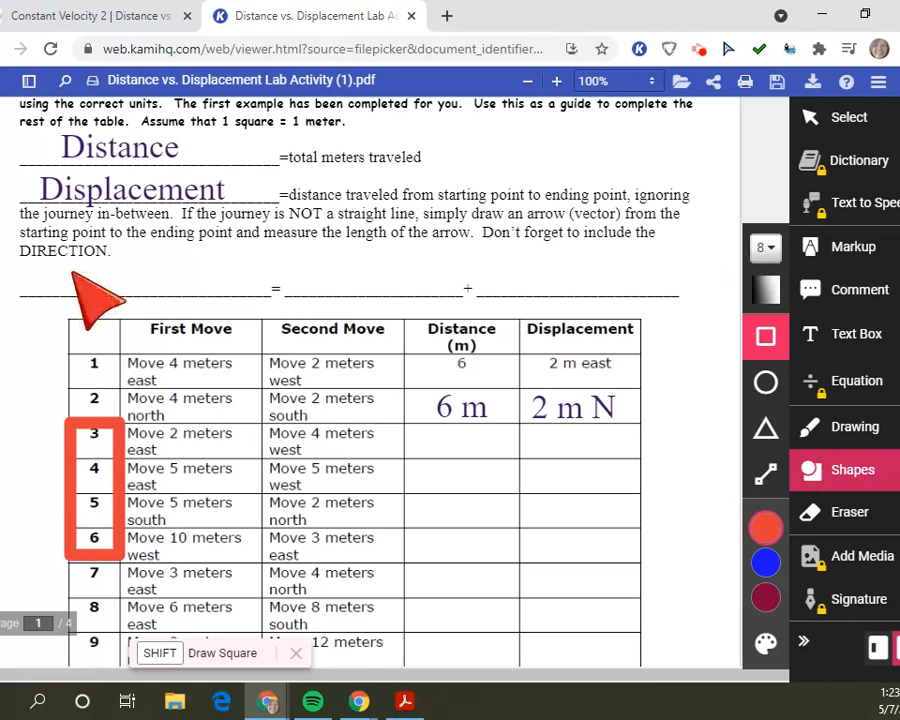 Constant Velocity 2 | Distance vs
Distance vs. Displacement Lab Ac
web.kamihq.com/web/viewer.html?source=filepicker&document_identifier...
Distance vs. Displacement Lab Activity (1).pdf
100%
using the correct units. The first example has been completed for you. Use this as a guide to complete the
rest of the table. Assume that 1 square = 1 meter.
Distance =total meters traveled
Displacement =distance traveled from starting point to ending point, ignoring
the journey in-between. If the journey is NOT a straight line, simply draw an arrow (vector) from the
starting point to the ending point and measure the length of the arrow. Don't forget to include the
DIRECTION.
= +
First Move Second Move Distance (m) Displacement
1 Move 4 meters east Move 2 meters west 6 2 m east
2 Move 4 meters north Move 2 meters south 6 m 2 m N
3 Move 2 meters east Move 4 meters west
4 Move 5 meters east Move 5 meters west
5 Move 5 meters south Move 2 meters north
6 Move 10 meters west Move 3 meters east
7 Move 3 meters east Move 4 meters north
8 Move 6 meters east Move 8 meters south
9 12 meters
age 1 / 4
SHIFT Draw Square
8
Select
Dictionary
Text to Spee
Markup
Comment
Text Box
Equation
Drawing
Shapes
Eraser
Add Media
Signature
1:23
5/7/